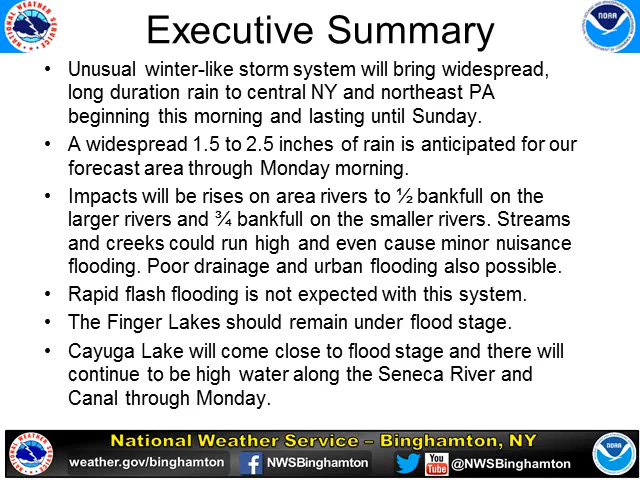 Executive Summary
• Unusual winter-like storm system will bring widespread,
long duration rain to central NY and northeast PA
beginning this morning and lasting until Sunday.
• A widespread 1.5 to 2.5 inches of rain is anticipated for our
forecast area through Monday morning.
• Impacts will be rises on area rivers to ½ bankfull on the
larger rivers and ¾ bankfull on the smaller rivers. Streams
and creeks could run high and even cause minor nuisance
flooding. Poor drainage and urban flooding also possible.
• Rapid flash flooding is not expected with this system.
• The Finger Lakes should remain under flood stage.
• Cayuga Lake will come close to flood stage and there will
continue to be high water along the Seneca River and
Canal through Monday.
National Weather Service – Binghamton, NY
weather.gov/binghamton NWSBinghamton You Tube @NWSBinghamton
NATIONAL WEATHER SERVICE
NOAA